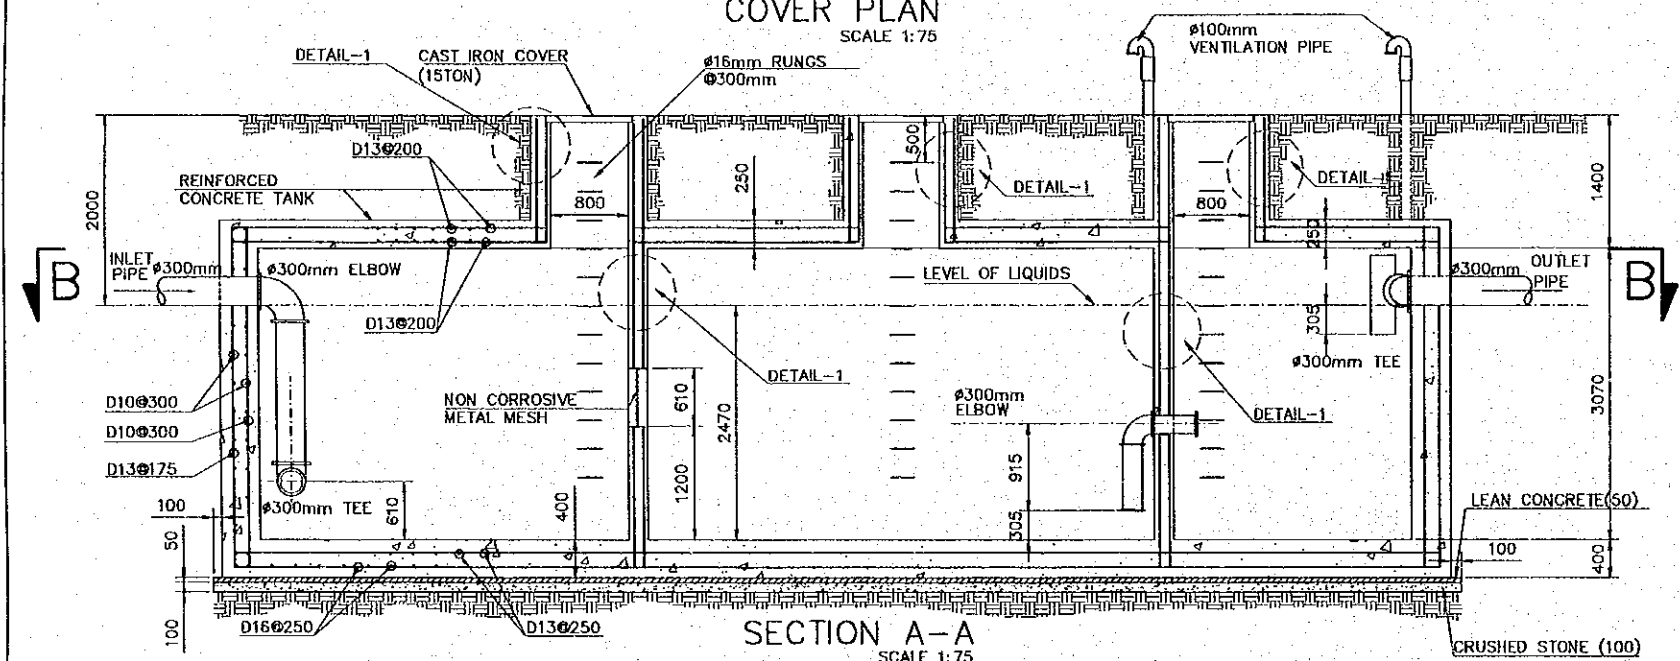 COVER PLAN
SCALE 1:75
DETAIL-1
CAST IRON COVER
(15TON)
ø16mm RUNGS
@300mm
ø100mm
VENTILATION PIPE
D13@200
REINFORCED
CONCRETE TANK
2000
800
250
500
DETAIL-1
800
DETAIL-1
250
1400
B
INLET
PIPE
ø300mm
ø300mm ELBOW
D13@200
LEVEL OF LIQUIDS
305
ø300mm
OUTLET
PIPE
B
ø300mm TEE
D10@300
D10@300
D13@175
NON CORROSIVE
METAL MESH
610
1200
2470
DETAIL-1
ø300mm
ELBOW
915
305
DETAIL-1
3070
100
ø300mm TEE
610
400
50
100
LEAN CONCRETE(50)
100
400
D16@250
D13@250
SECTION A-A
SCALE 1:75
CRUSHED STONE (100)